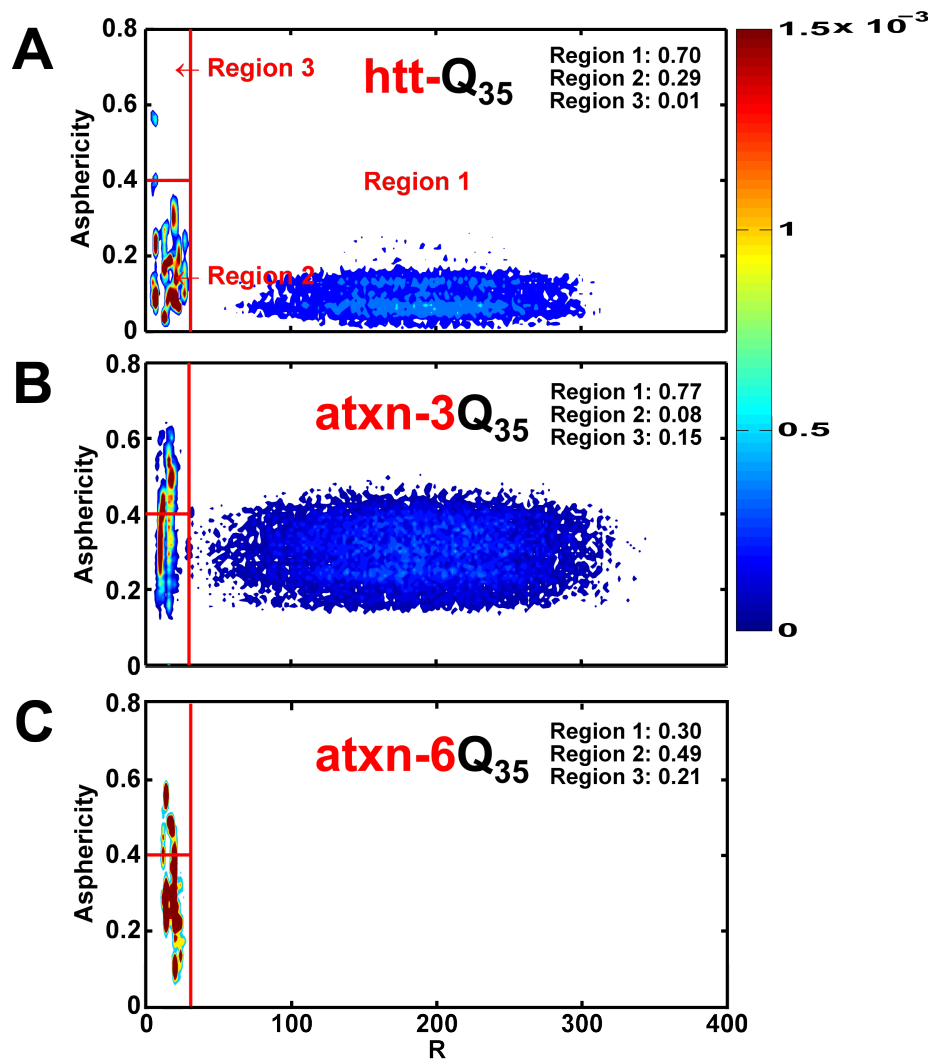 A
0.8
0.6
0.4
0.2
0
Asphericity
← Region 3
htt-Q35
Region 1: 0.70
Region 2: 0.29
Region 3: 0.01
Region 1
Region 2
1.5x 10⁻³
1
0.5
0
B
0.8
0.6
0.4
0.2
0
Asphericity
atxn-3Q35
Region 1: 0.77
Region 2: 0.08
Region 3: 0.15
C
0.8
0.6
0.4
0.2
0
Asphericity
atxn-6Q35
Region 1: 0.30
Region 2: 0.49
Region 3: 0.21
0 100 200 300 400
R